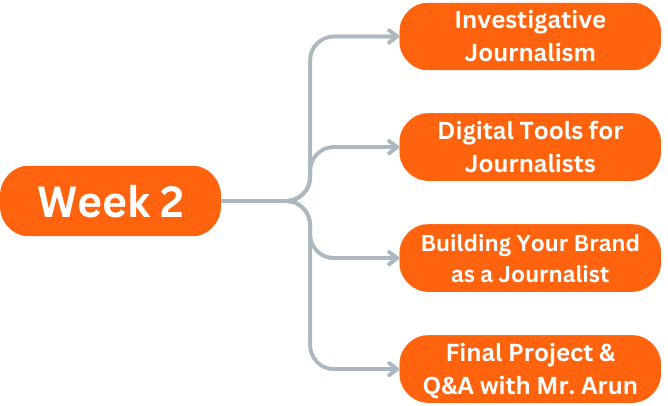 Investigative
Journalism
Digital Tools for
Journalists
Week 2
Building Your Brand
as a Journalist
Final Project &
Q&A with Mr. Arun